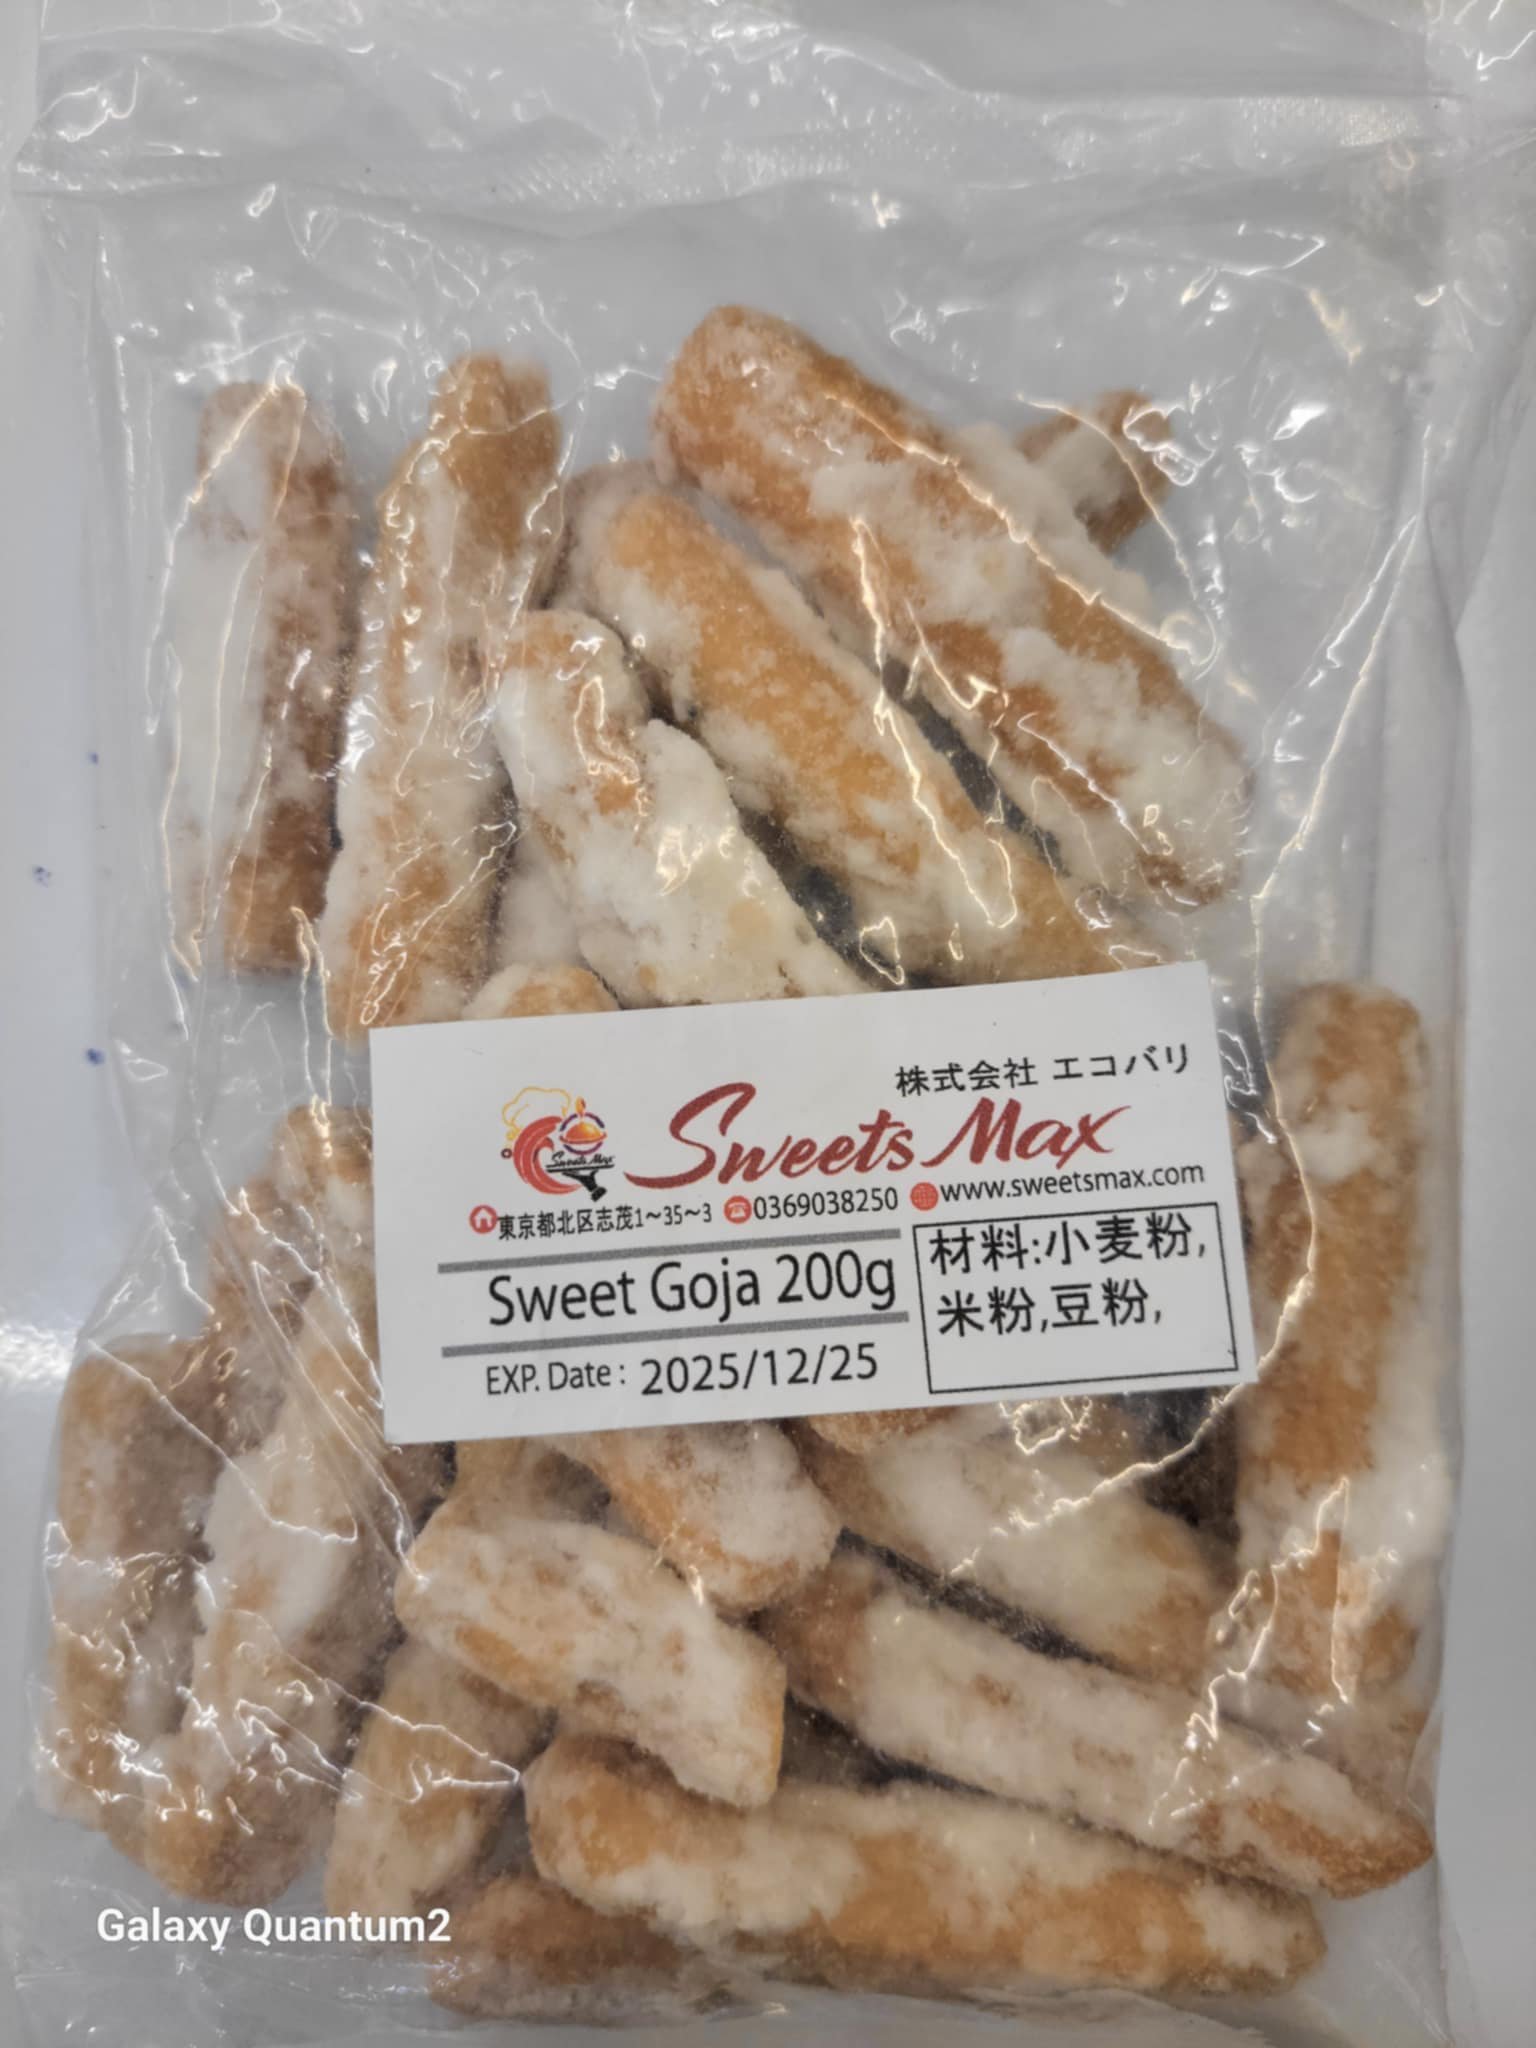 株式会社 エコバリ
Sweets Max
Sweets Max
東京都北区志茂1~35~3 0369038250 www.sweetsmax.com
Sweet Goja 200g
EXP. Date : 2025/12/25
材料:小麦粉,
米粉,豆粉,
Galaxy Quantum2